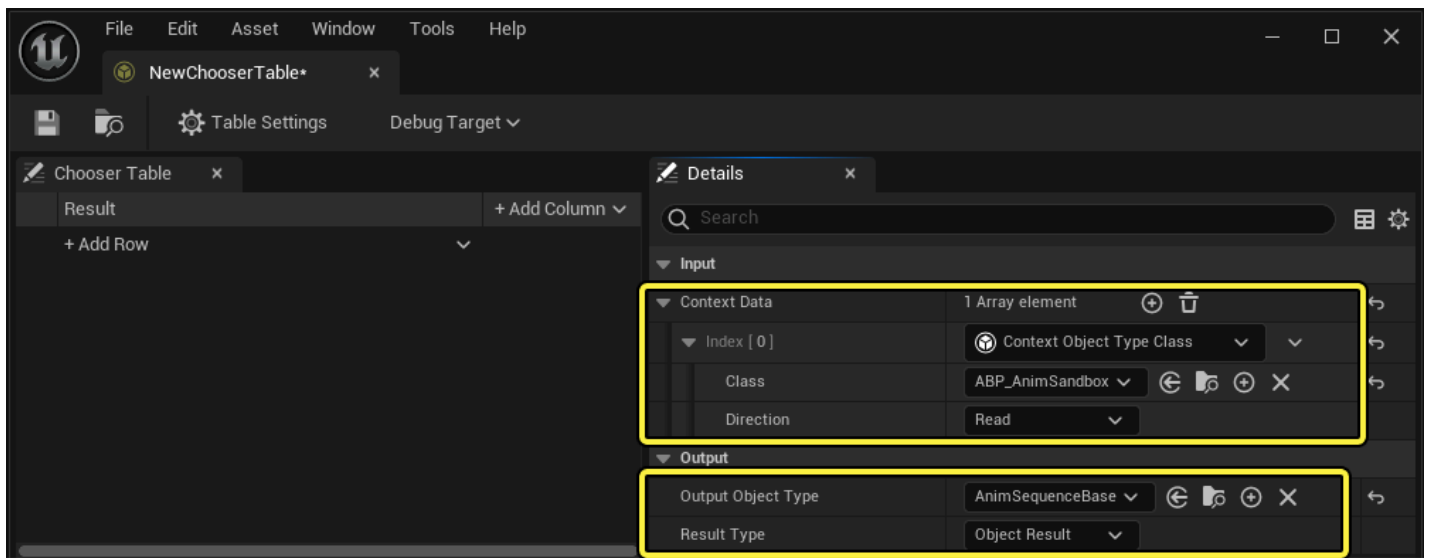 File Edit Asset Window Tools Help
NewChooserTable*
Table Settings Debug Target
Chooser Table
Details
Result + Add Column
Search
+ Add Row
Input
Context Data 1 Array element
Index [ 0 ] Context Object Type Class
Class ABP_AnimSandbox
Direction Read
Output
Output Object Type AnimSequenceBase
Result Type Object Result